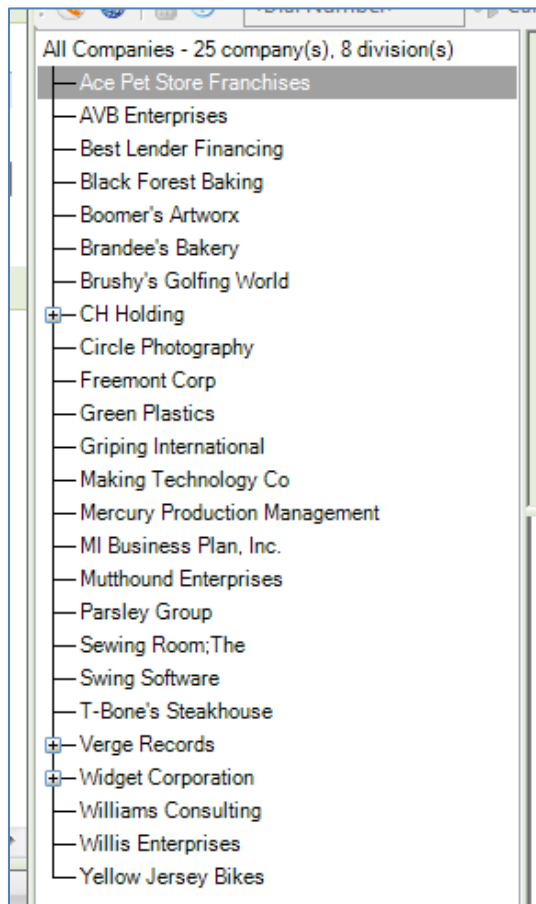 <Dial Number>
All Companies - 25 company(s), 8 division(s)
Ace Pet Store Franchises
AVB Enterprises
Best Lender Financing
Black Forest Baking
Boomer's Artworx
Brandee's Bakery
Brushy's Golfing World
CH Holding
Circle Photography
Freemont Corp
Green Plastics
Griping International
Making Technology Co
Mercury Production Management
MI Business Plan, Inc.
Mutthound Enterprises
Parsley Group
Sewing Room;The
Swing Software
T-Bone's Steakhouse
Verge Records
Widget Corporation
Williams Consulting
Willis Enterprises
Yellow Jersey Bikes